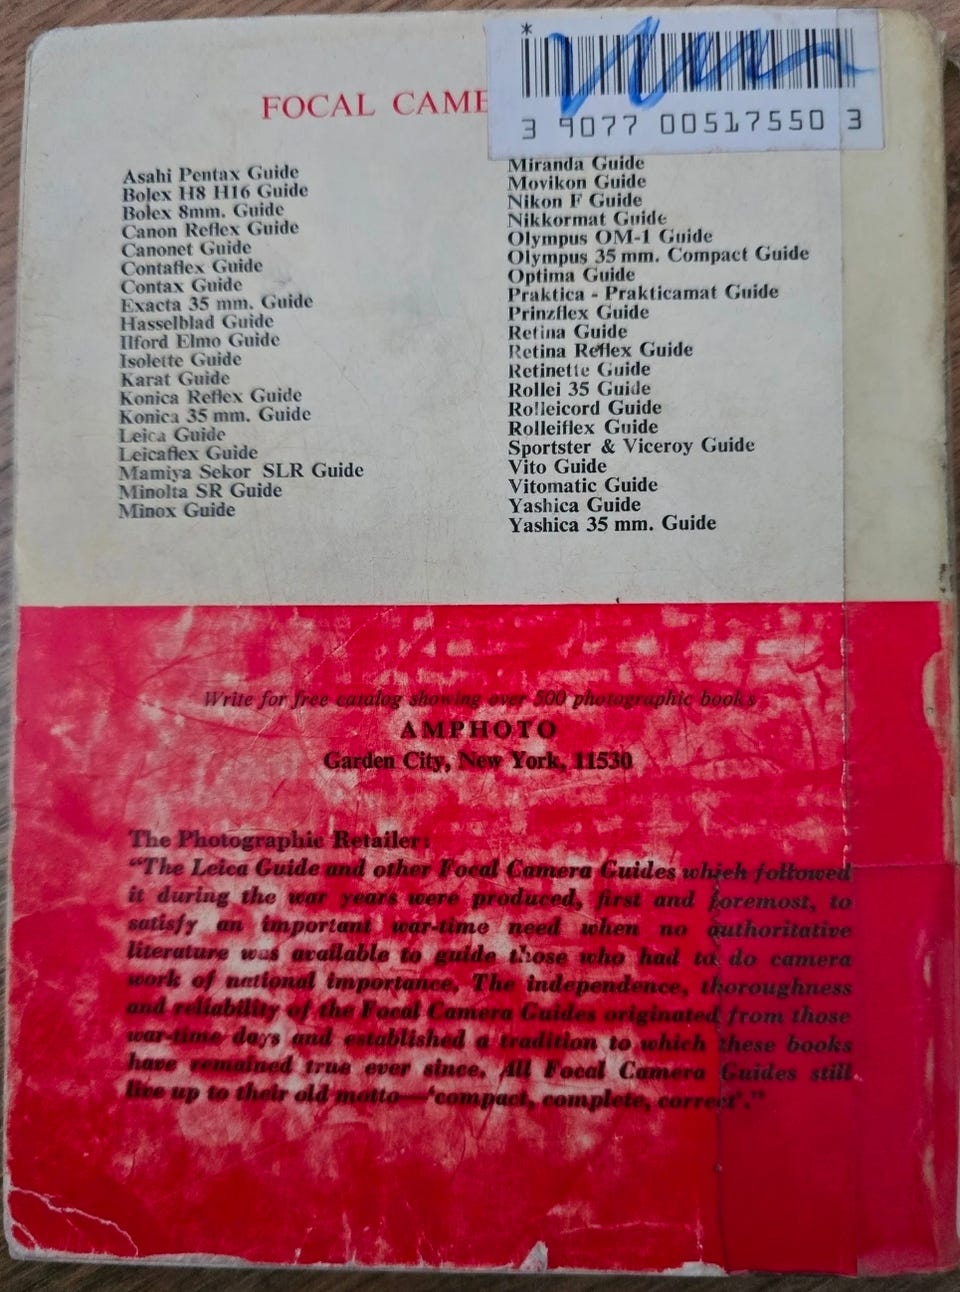 *
3 9077 00517550 3
FOCAL CAME
Asahi Pentax Guide
Bolex H8 H16 Guide
Bolex 8mm. Guide
Canon Reflex Guide
Canonet Guide
Contaflex Guide
Contax Guide
Exacta 35 mm. Guide
Hasselblad Guide
Ilford Elmo Guide
Isolette Guide
Karat Guide
Konica Reflex Guide
Konica 35 mm. Guide
Leica Guide
Leicaflex Guide
Mamiya Sekor SLR Guide
Minolta SR Guide
Minox Guide
Miranda Guide
Movikon Guide
Nikon F Guide
Nikkormat Guide
Olympus OM-1 Guide
Olympus 35 mm. Compact Guide
Optima Guide
Praktica - Prakticamat Guide
Prinzflex Guide
Retina Guide
Retina Reflex Guide
Retinette Guide
Rollei 35 Guide
Rolleicord Guide
Rolleiflex Guide
Sportster & Viceroy Guide
Vito Guide
Vitomatic Guide
Yashica Guide
Yashica 35 mm. Guide
Write for free catalog showing over 500 photographic books
AMPHOTO
Garden City, New York, 11530
The Photographic Retailer:
“The Leica Guide and other Focal Camera Guides which followed
it during the war years were produced, first and foremost, to
satisfy an important war-time need when no authoritative
literature was available to guide those who had to do camera
work of national importance. The independence, thoroughness
and reliability of the Focal Camera Guides originated from those
war-time days and established a tradition to which these books
have remained true ever since. All Focal Camera Guides still
live up to their old motto—‘compact, complete, correct’.”